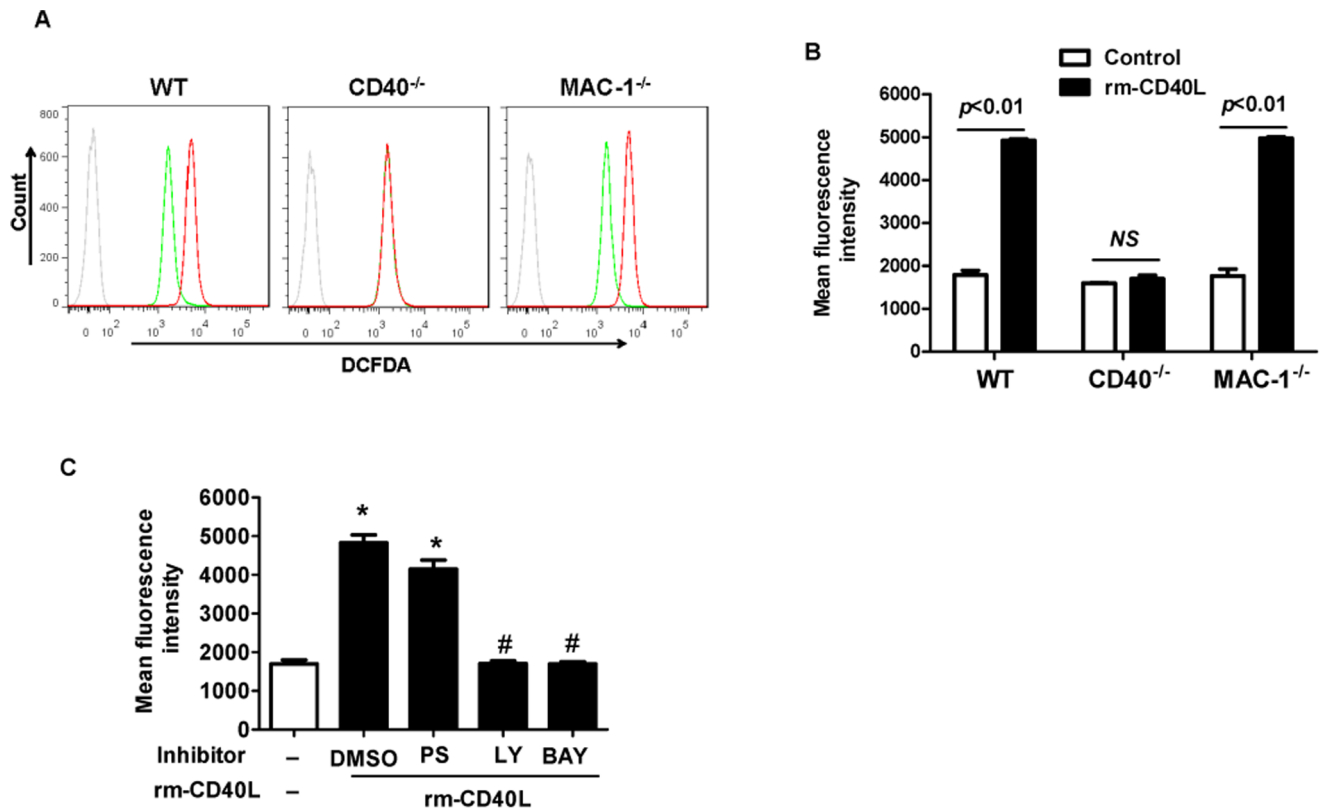 A
WT CD40-/- MAC-1-/-
800
600
400
200
0
Count
0 10^2 10^3 10^4 10^5
0 10^2 10^3 10^4 10^5
0 10^2 10^3 10^4 10^5
DCFDA
B
Control
rm-CD40L
Mean fluorescence
intensity
6000
5000
4000
3000
2000
1000
0
p<0.01 NS p<0.01
WT CD40-/- MAC-1-/-
C
Mean fluorescence
intensity
6000
5000
4000
3000
2000
1000
0
* * # #
Inhibitor – DMSO PS LY BAY
rm-CD40L – rm-CD40L